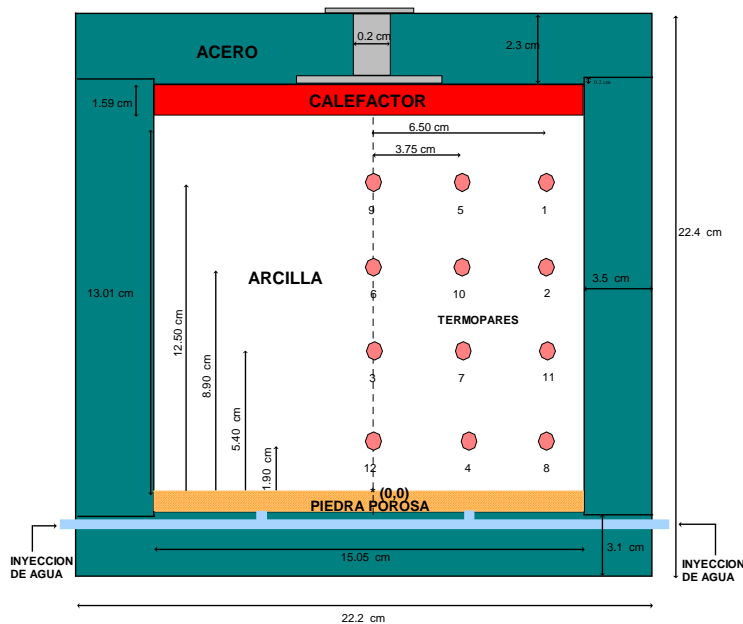 0.2 cm
2.3 cm
ACERO
0.2 cm
1.59 cm
CALEFACTOR
6.50 cm
3.75 cm
9
5
1
22.4 cm
ARCILLA
6
10
2
3.5 cm
13.01 cm
12.50 cm
TERMOPARES
8.90 cm
3
7
11
5.40 cm
1.90 cm
12
4
8
(0,0)
PIEDRA POROSA
INYECCION
DE AGUA
15.05 cm
3.1 cm
INYECCION
DE AGUA
22.2 cm